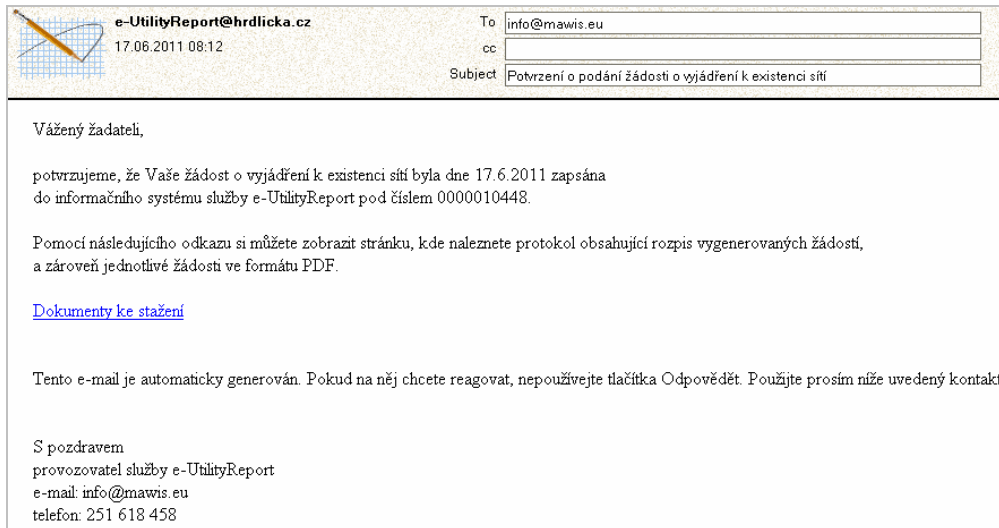 e-UtilityReport@hrdlicka.cz
17.06.2011 08:12
To info@mawis.eu
cc
Subject Potvrzení o podání žádosti o vyjádření k existenci sítí
Vážený žadateli,
potvrzujeme, že Vaše žádost o vyjádření k existenci sítí byla dne 17.6.2011 zapsána
do informačního systému služby e-UtilityReport pod číslem 0000010448.
Pomocí následujícího odkazu si můžete zobrazit stránku, kde naleznete protokol obsahující rozpis vygenerovaných žádostí,
a zároveň jednotlivé žádosti ve formátu PDF.
Dokumenty ke stažení
Tento e-mail je automaticky generován. Pokud na něj chcete reagovat, nepoužívejte tlačítka Odpovědět. Použijte prosím níže uvedený kontakt
S pozdravem
provozovatel služby e-UtilityReport
e-mail: info@mawis.eu
telefon: 251 618 458